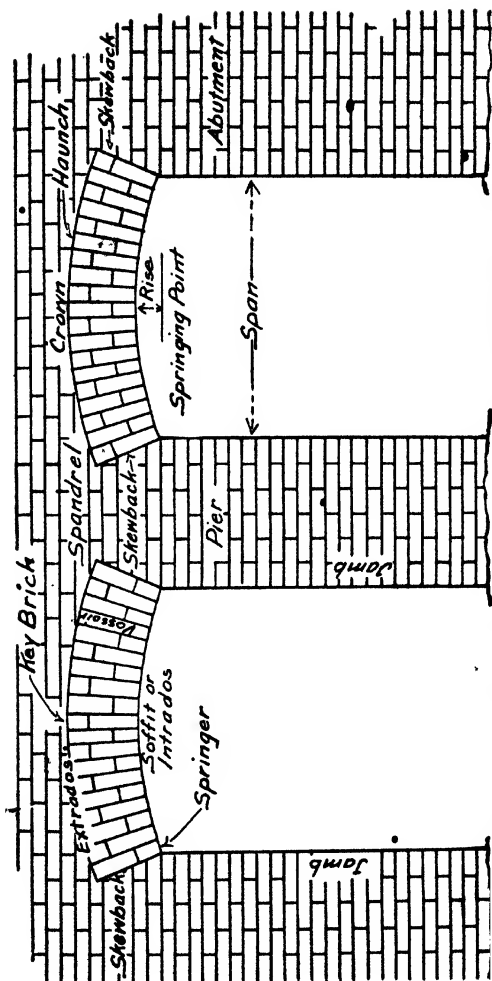 Key Brick
Haunch
Crown
Spandrel
Extrados
Skewback
Vossair
Skewback
Skewback
Rise
Soffit or
Intrados
Springing Point
Springer
Pier
Abutment
Span
Jamb
Jamb